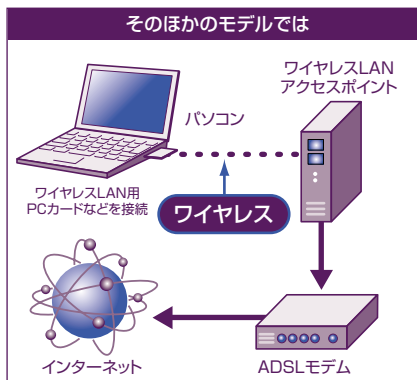 そのほかのモデルでは
ワイヤレスLAN
アクセスポイント
パソコン
ワイヤレスLAN用
PCカードなどを接続
ワイヤレス
インターネット
ADSLモデム